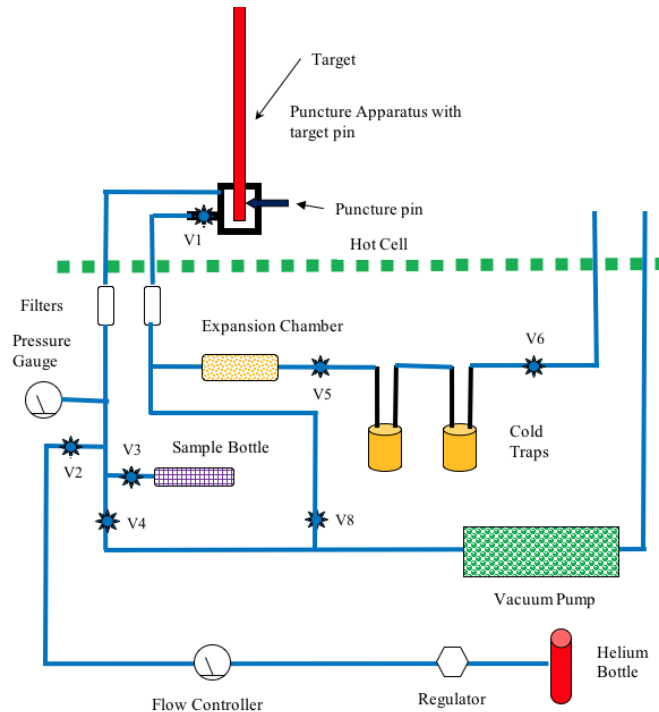 Target
Puncture Apparatus with
target pin
Puncture pin
V1
Hot Cell
Filters
Pressure
Gauge
Expansion Chamber
V6
V5
V3
Sample Bottle
Cold
Traps
V2
V4
V8
Vacuum Pump
Helium
Bottle
Flow Controller
Regulator